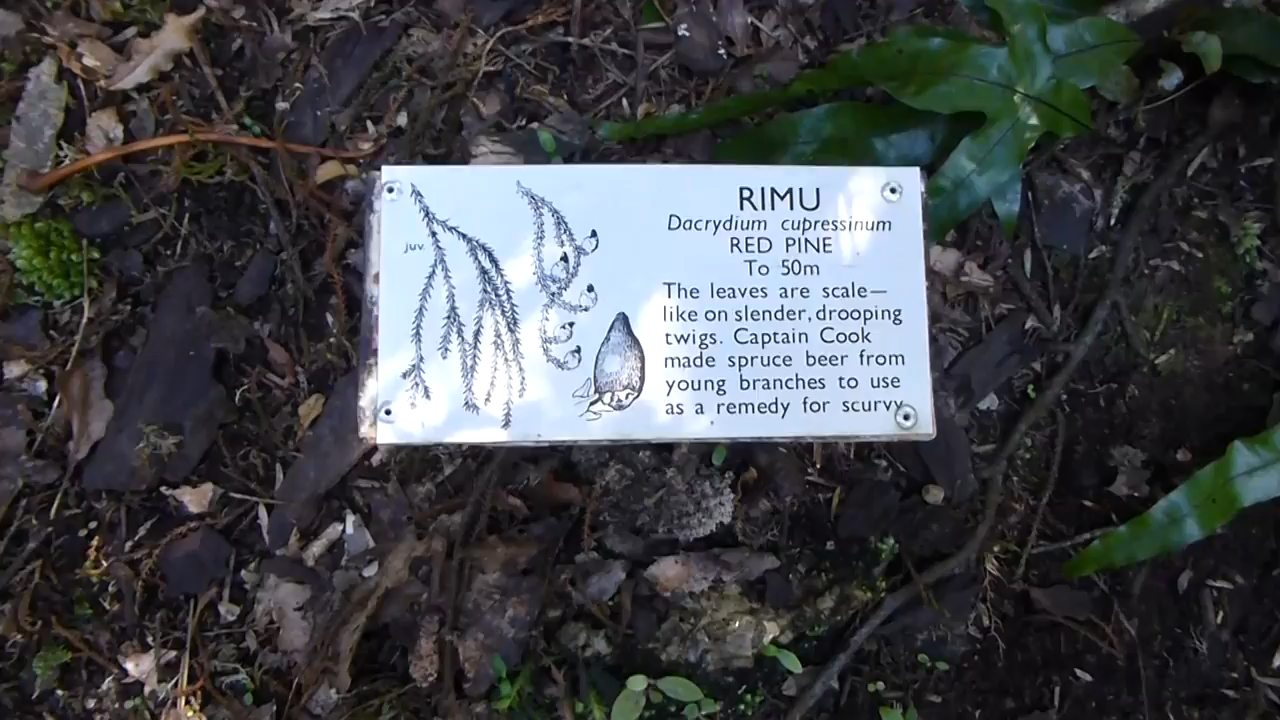 RIMU
Dacrydium cupressinum
RED PINE
To 50m
juv.
The leaves are scale—
like on slender, drooping
twigs. Captain Cook
made spruce beer from
young branches to use
as a remedy for scurvy